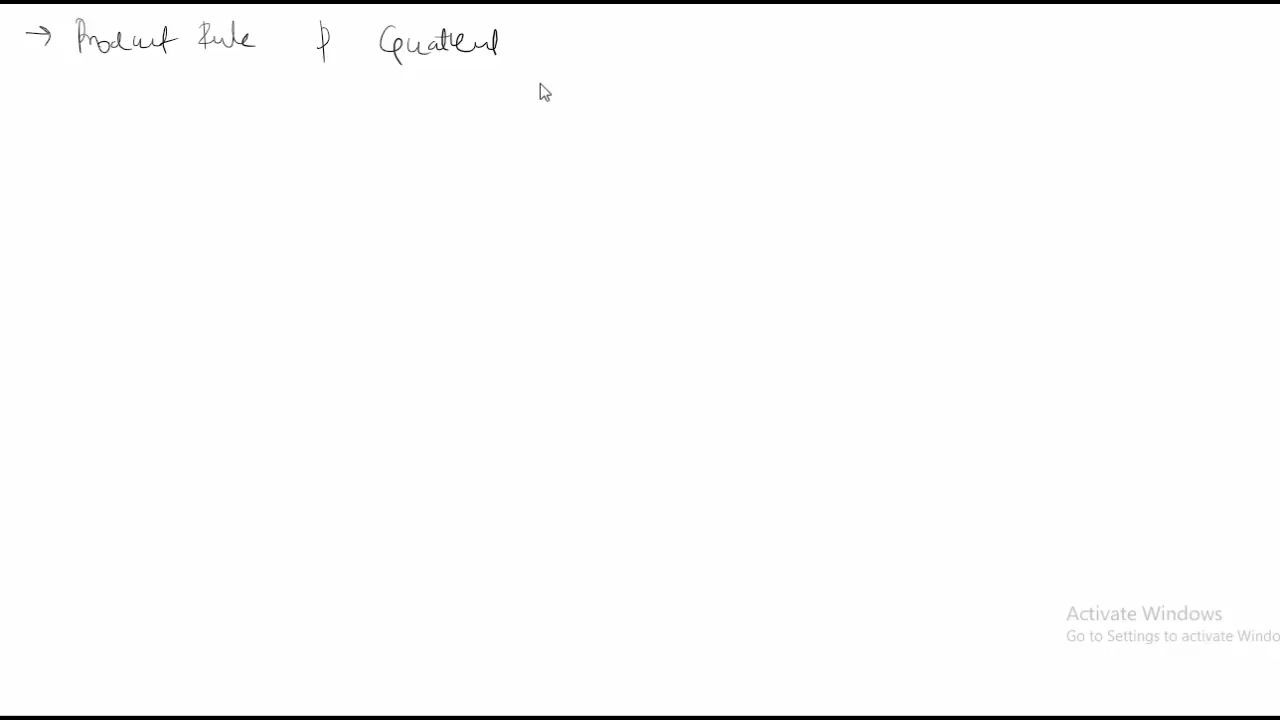 → Product Rule & Quatient
Activate Windows
Go to Settings to activate Windo